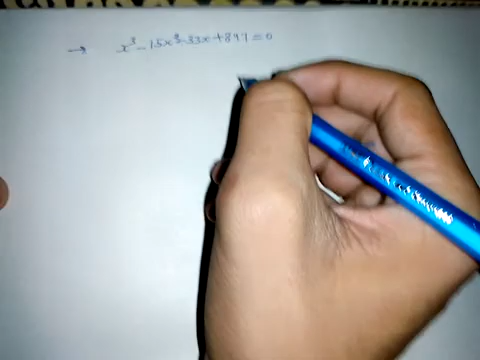 → x³ - 15x² - 33x + 847 = 0